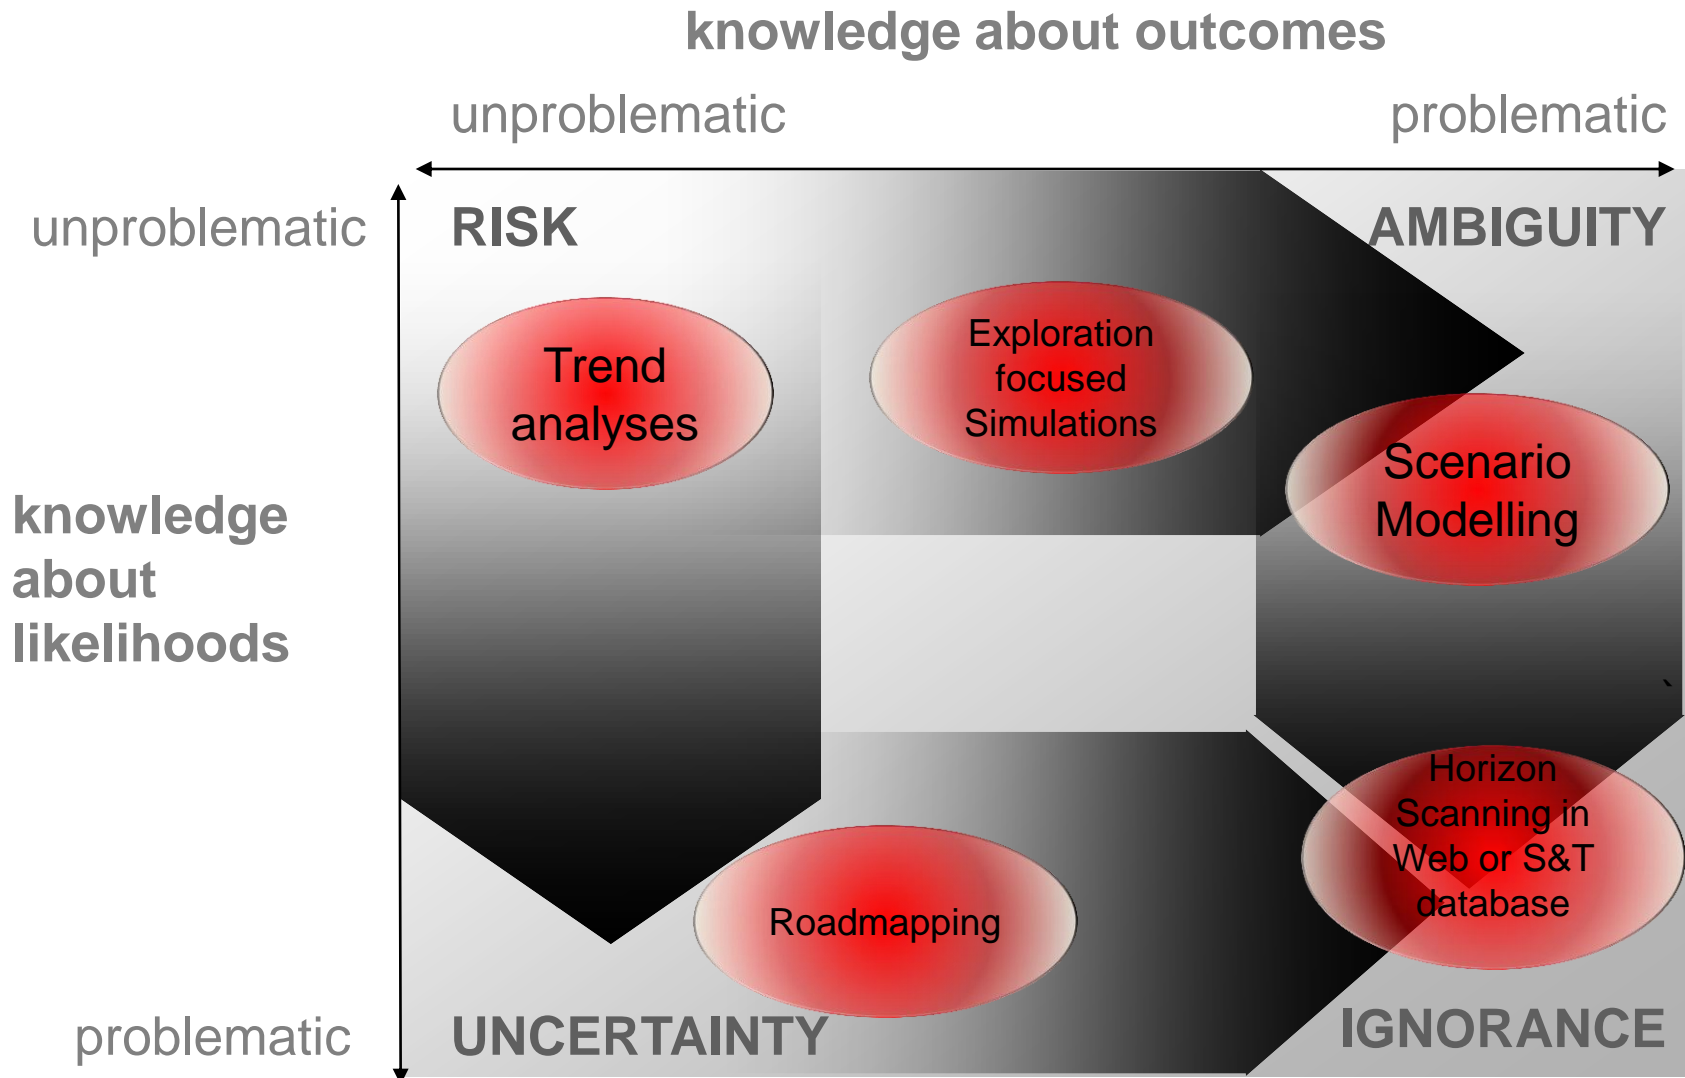 knowledge about outcomes
unproblematic
problematic
unproblematic
RISK
AMBIGUITY
Trend
analyses
Exploration
focused
Simulations
Scenario
Modelling
knowledge
about
likelihoods
`
Horizon
Scanning in
Web or S&T
database
Roadmapping
problematic
UNCERTAINTY
IGNORANCE